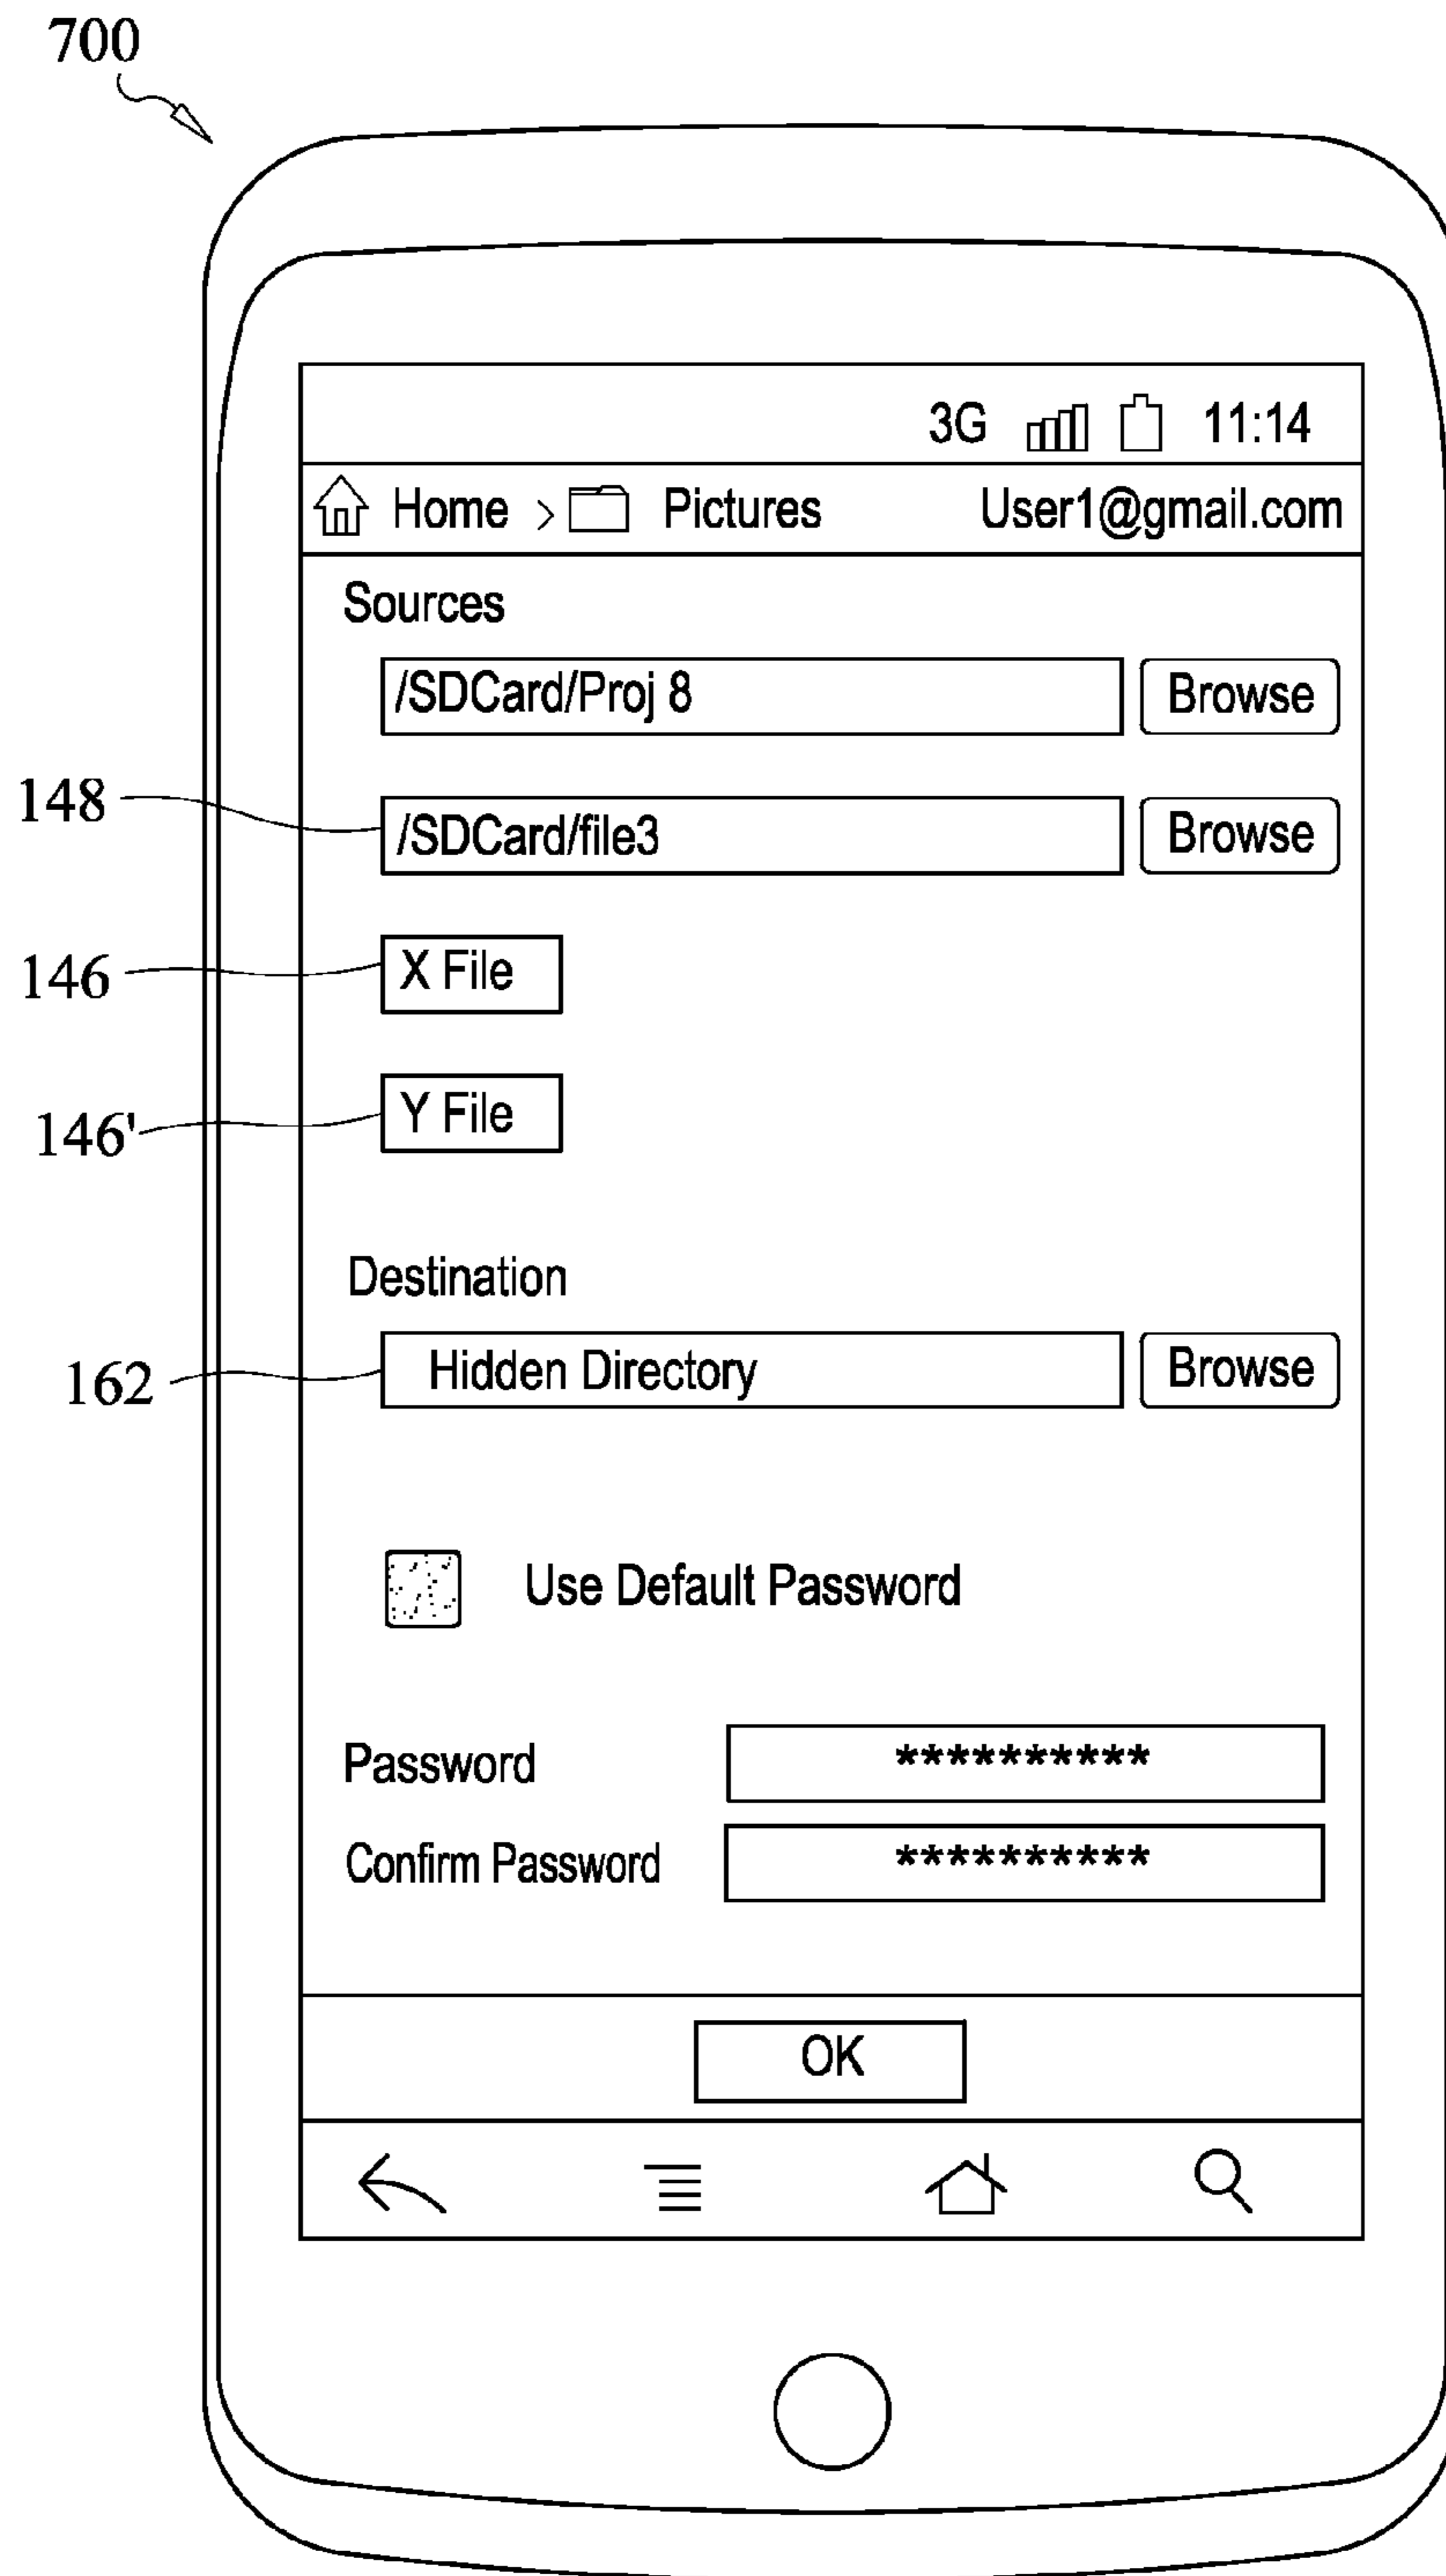 700
3G 11:14
Home > Pictures User1@gmail.com
Sources
/SDCard/Proj 8 Browse
148 /SDCard/file3 Browse
146 X File
146' Y File
Destination
162 Hidden Directory Browse
Use Default Password
Password **********
Confirm Password **********
OK